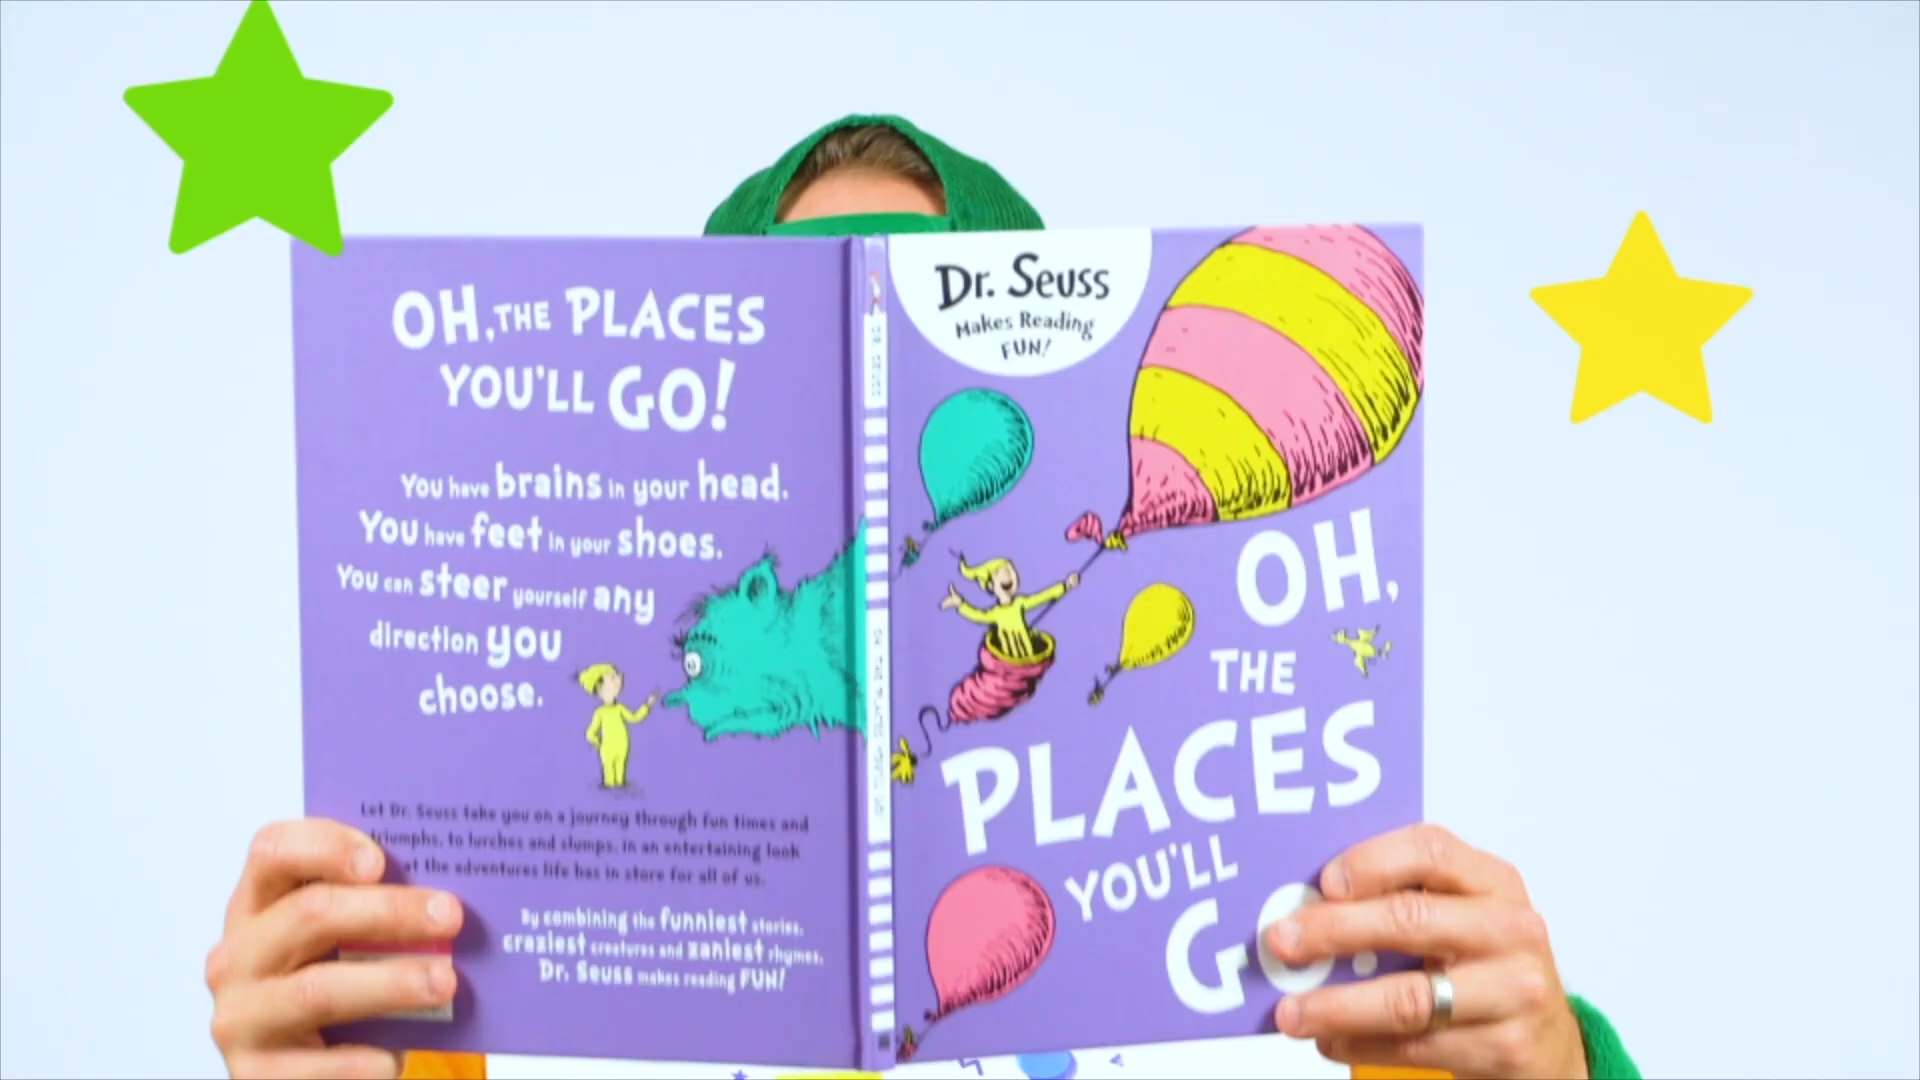 OH, THE PLACES
YOU'LL GO!
You have brains in your head.
You have feet in your shoes.
You can steer yourself any
direction you
choose.
Let Dr. Seuss take you on a journey through fun times and
triumphs, to lurches and slumps, in an entertaining look
at the adventures life has in store for all of us.
By combining the funniest stories,
craziest creatures and zaniest rhymes,
Dr. Seuss makes reading FUN!
Dr. Seuss
Makes Reading
FUN!
OH,
THE
PLACES
YOU'LL
GO!